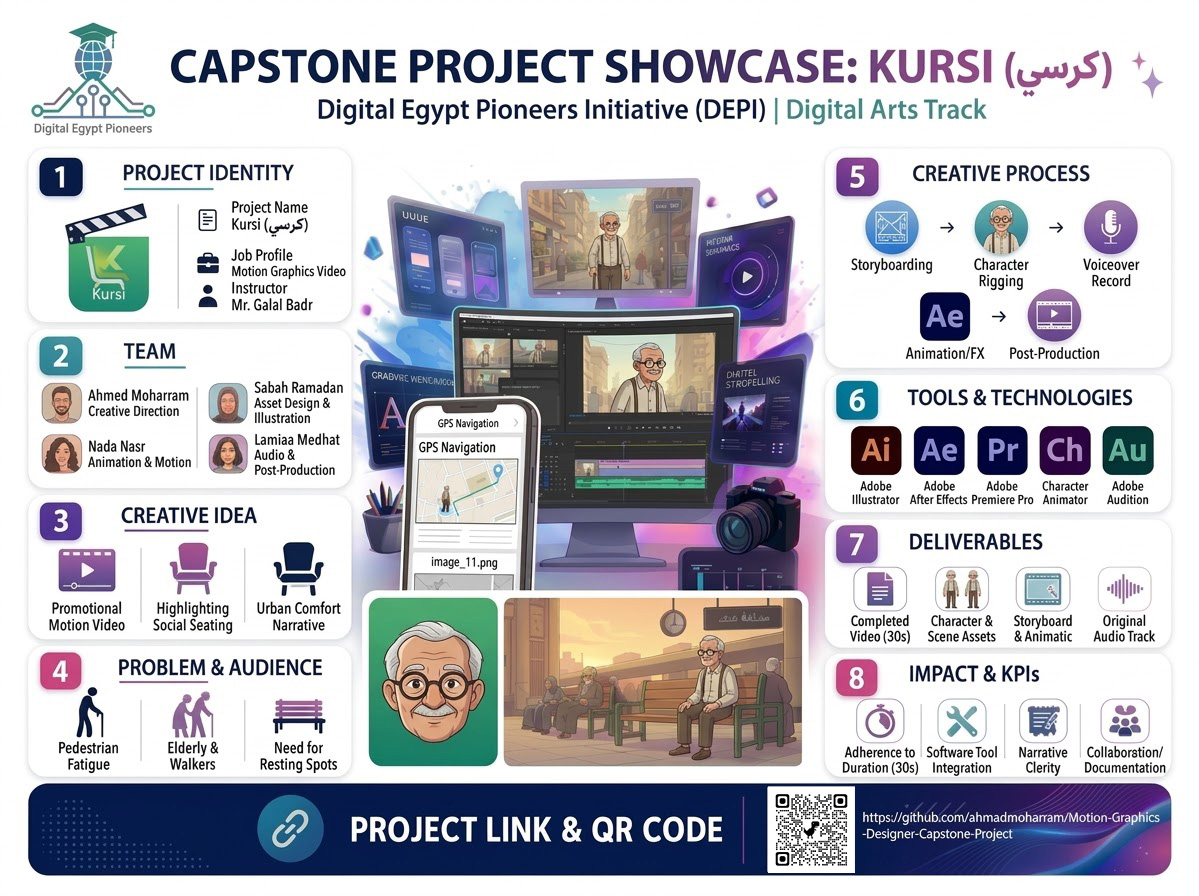 CAPSTONE PROJECT SHOWCASE: KURSI (كرسي)
Digital Egypt Pioneers Initiative (DEPI) | Digital Arts Track
Digital Egypt Pioneers
1
PROJECT IDENTITY
Kursi
Project Name
Kursi (كرسي)
Job Profile
Motion Graphics Video
Instructor
Mr. Galal Badr
2
TEAM
Ahmed Moharram
Creative Direction
Sabah Ramadan
Asset Design &
Illustration
Nada Nasr
Animation & Motion
Lamiaa Medhat
Audio &
Post-Production
3
CREATIVE IDEA
Promotional
Motion Video
Highlighting
Social Seating
Urban Comfort
Narrative
4
PROBLEM & AUDIENCE
Pedestrian
Fatigue
Elderly &
Walkers
Need for
Resting Spots
UUUE
A
GPS Navigation
GPS Navigation
image_11.png
5
CREATIVE PROCESS
Storyboarding
Character
Rigging
Voiceover
Record
Ae
Animation/FX
Post-Production
6
TOOLS & TECHNOLOGIES
Ai
Ae
Pr
Ch
Au
Adobe
Illustrator
Adobe
After Effects
Adobe
Premiere Pro
Character
Animator
Adobe
Audition
7
DELIVERABLES
Completed
Video (30s)
Character &
Scene Assets
Storyboard
& Animatic
Original
Audio Track
8
IMPACT & KPIs
Adherence to
Duration (30s)
Software Tool
Integration
Narrative
Clerity
Collaboration/
Documentation
PROJECT LINK & QR CODE
https://github.com/ahmadmoharram/Motion-Graphics
-Designer-Capstone-Project